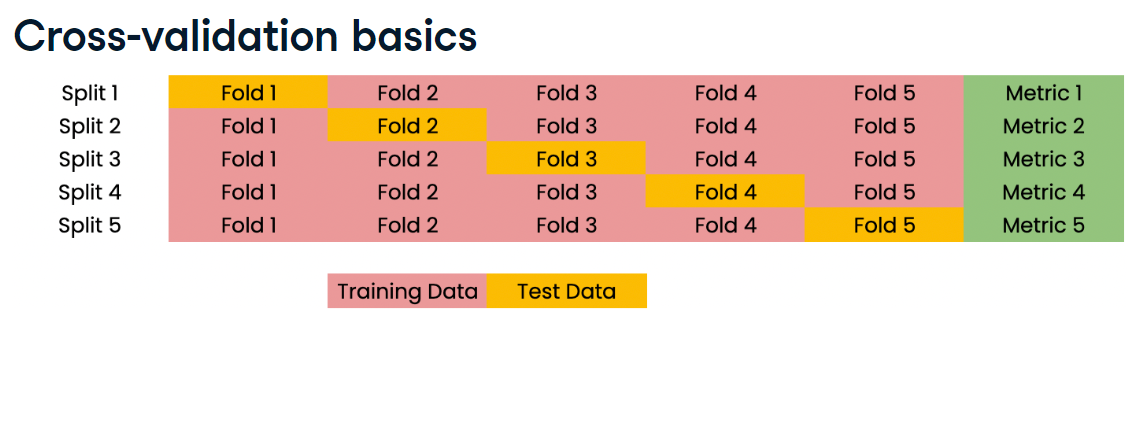 Cross-validation basics
Split 1 Fold 1 Fold 2 Fold 3 Fold 4 Fold 5 Metric 1
Split 2 Fold 1 Fold 2 Fold 3 Fold 4 Fold 5 Metric 2
Split 3 Fold 1 Fold 2 Fold 3 Fold 4 Fold 5 Metric 3
Split 4 Fold 1 Fold 2 Fold 3 Fold 4 Fold 5 Metric 4
Split 5 Fold 1 Fold 2 Fold 3 Fold 4 Fold 5 Metric 5
Training Data Test Data